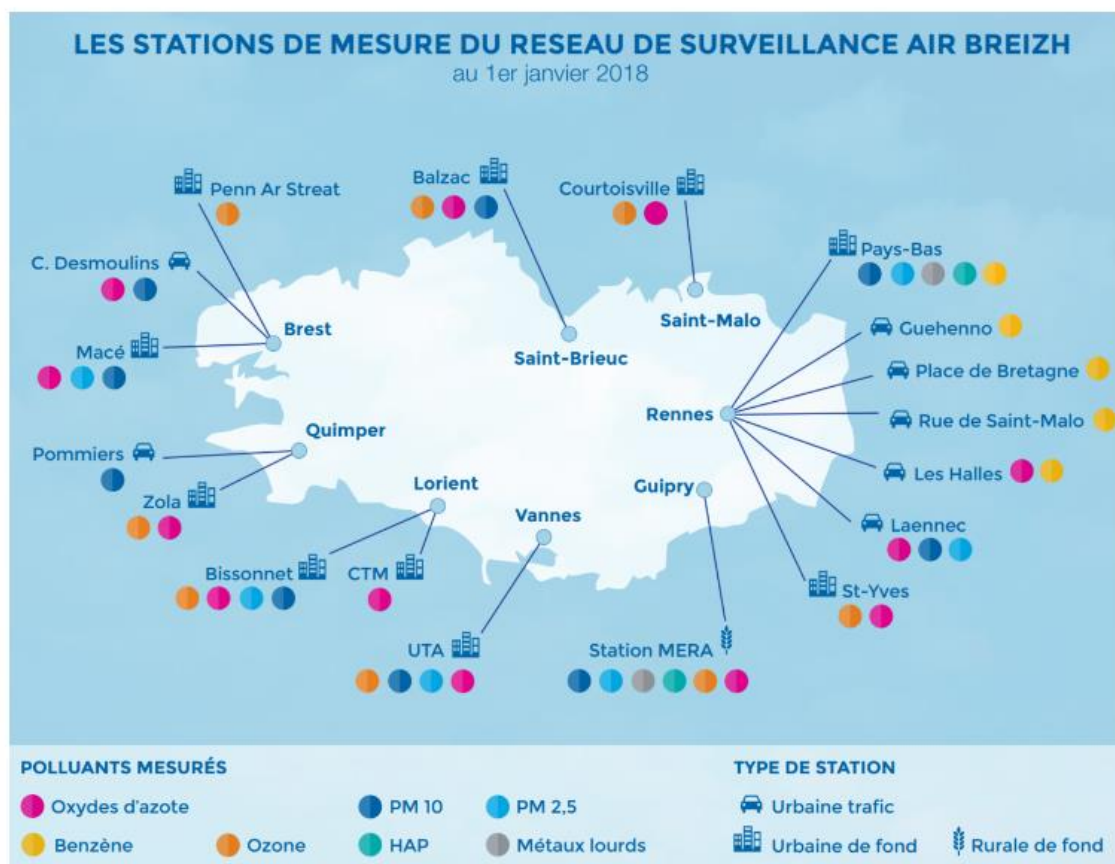 LES STATIONS DE MESURE DU RESEAU DE SURVEILLANCE AIR BREIZH
au 1er janvier 2018
Penn Ar Streat
Balzac
Courtoisville
C. Desmoulins
Pays-Bas
Macé
Brest
Saint-Brieuc
Saint-Malo
Guehenno
Place de Bretagne
Rennes
Rue de Saint-Malo
Pommiers
Quimper
Les Halles
Zola
Lorient
Guipry
Vannes
Laennec
Bissonnet
CTM
St-Yves
UTA
Station MERA
POLLUANTS MESURÉS
TYPE DE STATION
Oxydes d'azote
PM 10
PM 2,5
Urbaine trafic
Benzène
Ozone
HAP
Métaux lourds
Urbaine de fond
Rurale de fond